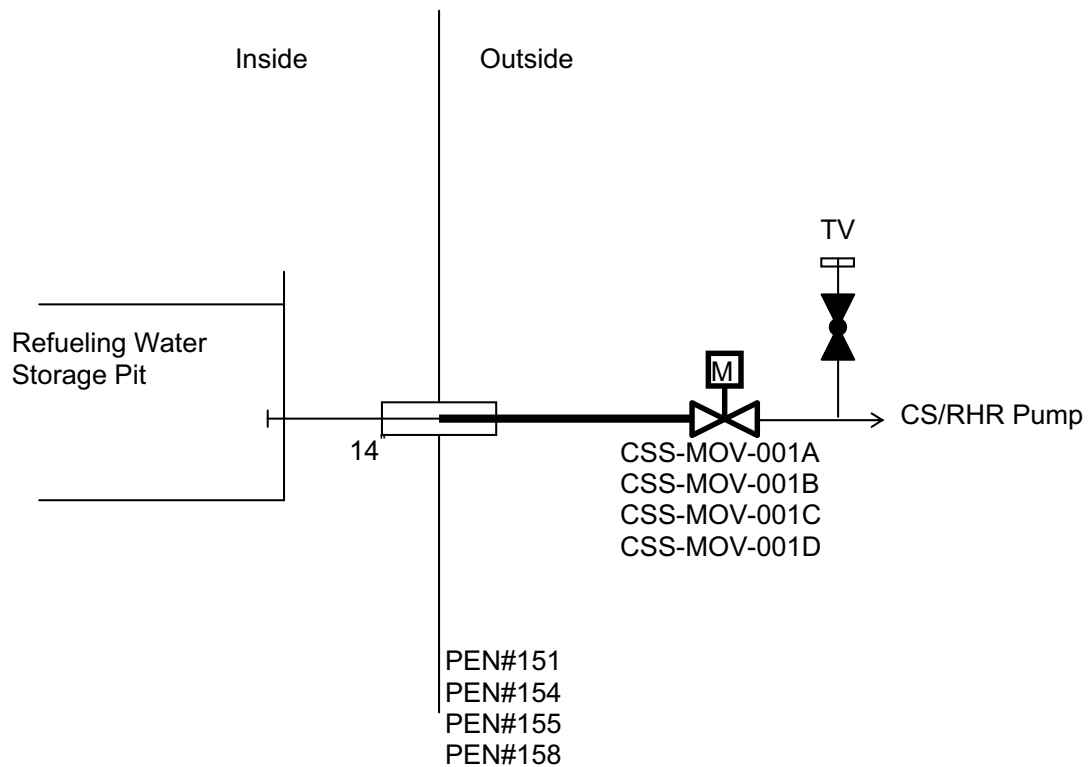 Inside
Outside
TV
Refueling Water
Storage Pit
M
CS/RHR Pump
14"
CSS-MOV-001A
CSS-MOV-001B
CSS-MOV-001C
CSS-MOV-001D
PEN#151
PEN#154
PEN#155
PEN#158